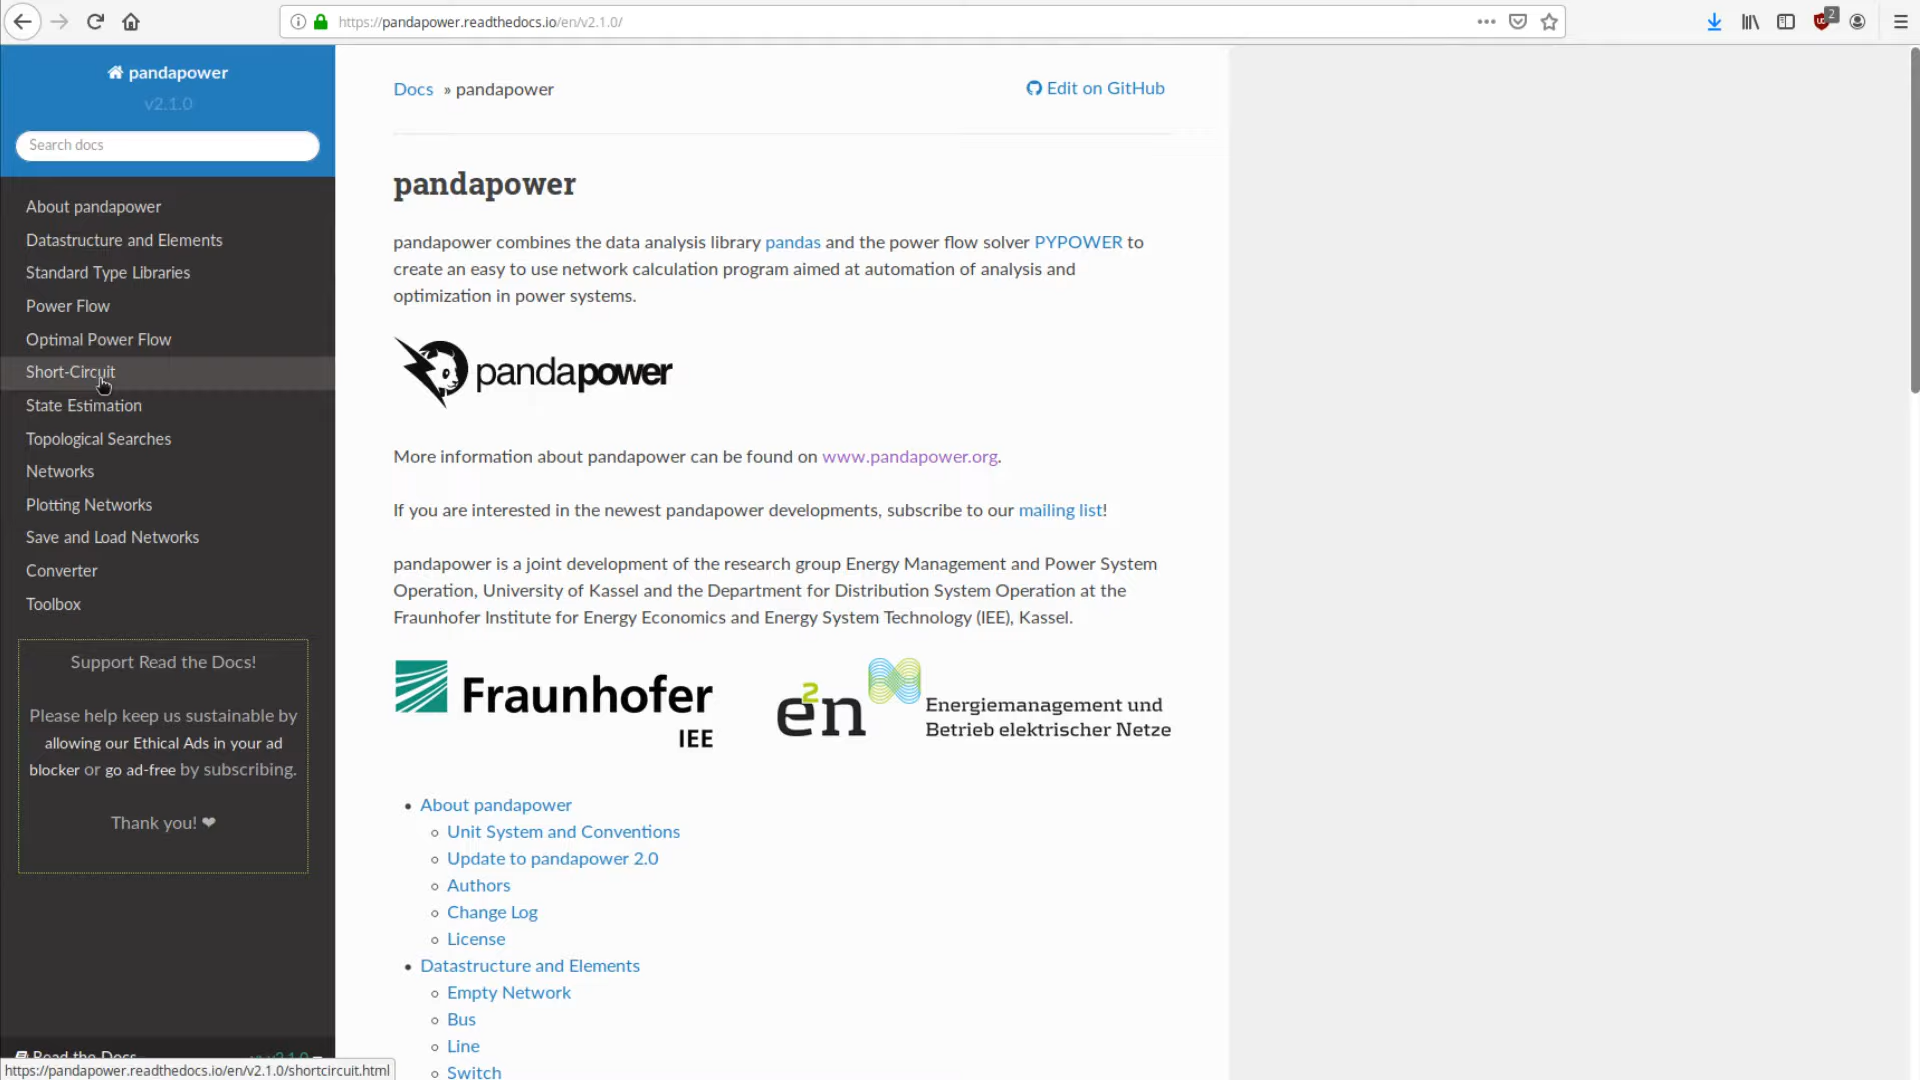 https://pandapower.readthedocs.io/en/v2.1.0/
2
pandapower
v2.1.0
Search docs
About pandapower
Datastructure and Elements
Standard Type Libraries
Power Flow
Optimal Power Flow
Short-Circuit
State Estimation
Topological Searches
Networks
Plotting Networks
Save and Load Networks
Converter
Toolbox
Support Read the Docs!
Please help keep us sustainable by
allowing our Ethical Ads in your ad
blocker or go ad-free by subscribing.
Thank you! ❤
Read the Docs
v: v2.1.0
https://pandapower.readthedocs.io/en/v2.1.0/shortcircuit.html
Docs » pandapower
Edit on GitHub
pandapower
pandapower combines the data analysis library pandas and the power flow solver PYPOWER to
create an easy to use network calculation program aimed at automation of analysis and
optimization in power systems.
pandapower
More information about pandapower can be found on www.pandapower.org.
If you are interested in the newest pandapower developments, subscribe to our mailing list!
pandapower is a joint development of the research group Energy Management and Power System
Operation, University of Kassel and the Department for Distribution System Operation at the
Fraunhofer Institute for Energy Economics and Energy System Technology (IEE), Kassel.
Fraunhofer
IEE
e2n
Energiemanagement und
Betrieb elektrischer Netze
• About pandapower
◦ Unit System and Conventions
◦ Update to pandapower 2.0
◦ Authors
◦ Change Log
◦ License
• Datastructure and Elements
◦ Empty Network
◦ Bus
◦ Line
◦ Switch